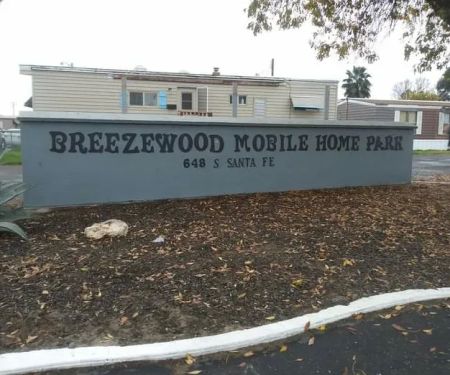 BREEZEWOOD MOBILE HOME PARK
648 S SANTA FE